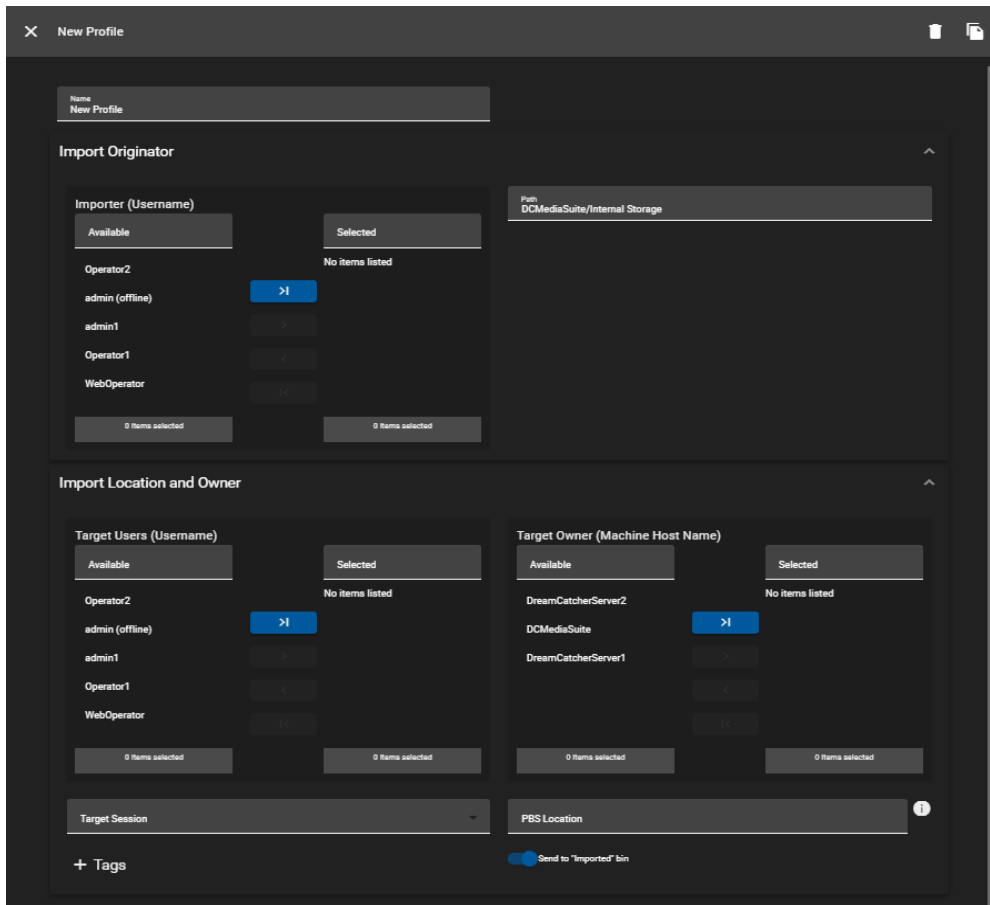 New Profile
Name
New Profile
Import Originator
Importer (Username)
Available
Selected
Operator2
admin (offline)
admin1
Operator1
WebOperator
No items listed
>I
>
<
I<
0 Items selected
0 Items selected
Path
DCMediaSuite/Internal Storage
Import Location and Owner
Target Users (Username)
Available
Selected
Operator2
admin (offline)
admin1
Operator1
WebOperator
No items listed
>I
>
<
I<
0 Items selected
0 Items selected
Target Owner (Machine Host Name)
Available
Selected
DreamCatcherServer2
DCMediaSuite
DreamCatcherServer1
No items listed
>I
>
<
I<
0 Items selected
0 Items selected
Target Session
PBS Location
i
+ Tags
Send to "Imported" bin